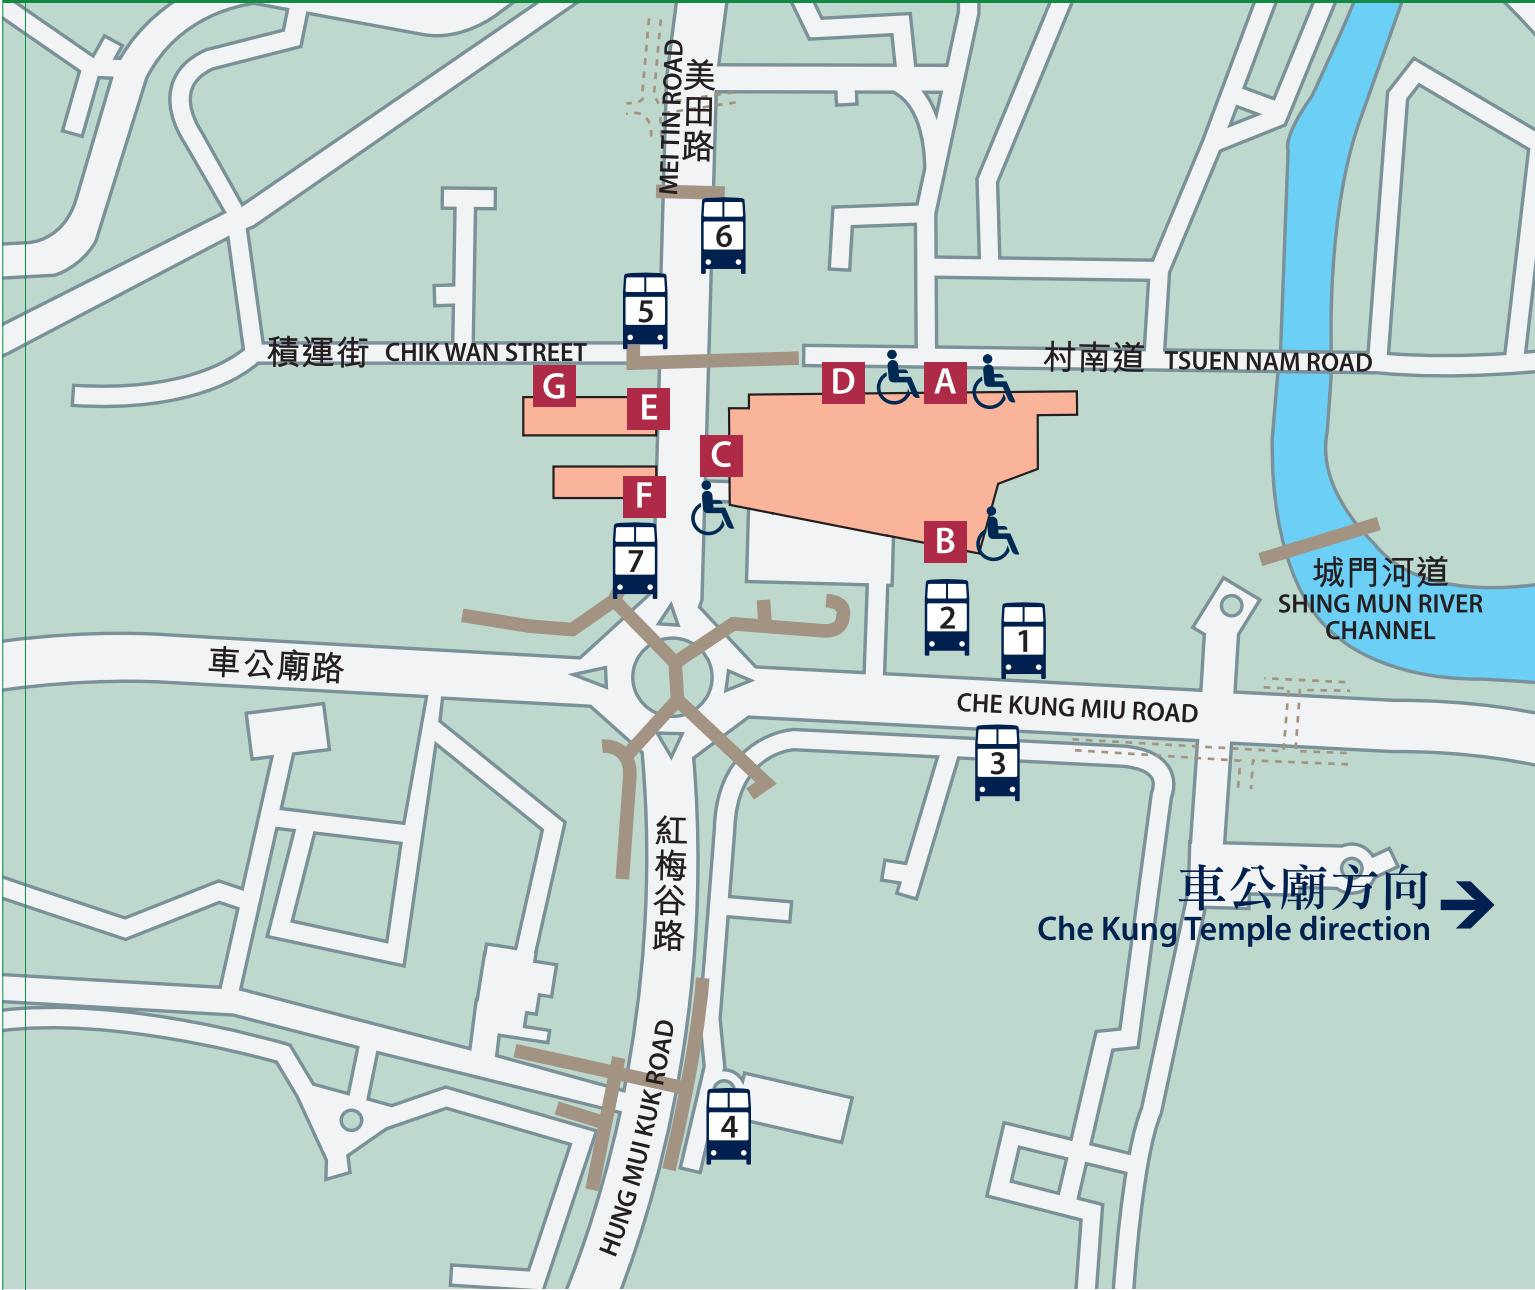 美田路
MEI TIN ROAD
6
5
積運街 CHIK WAN STREET
村南道 TSUEN NAM ROAD
G
E
D
A
C
F
B
7
城門河道
SHING MUN RIVER
CHANNEL
2
1
車公廟路
CHE KUNG MIU ROAD
3
紅梅谷路
車公廟方向
Che Kung Temple direction
HUNG MUI KUK ROAD
4